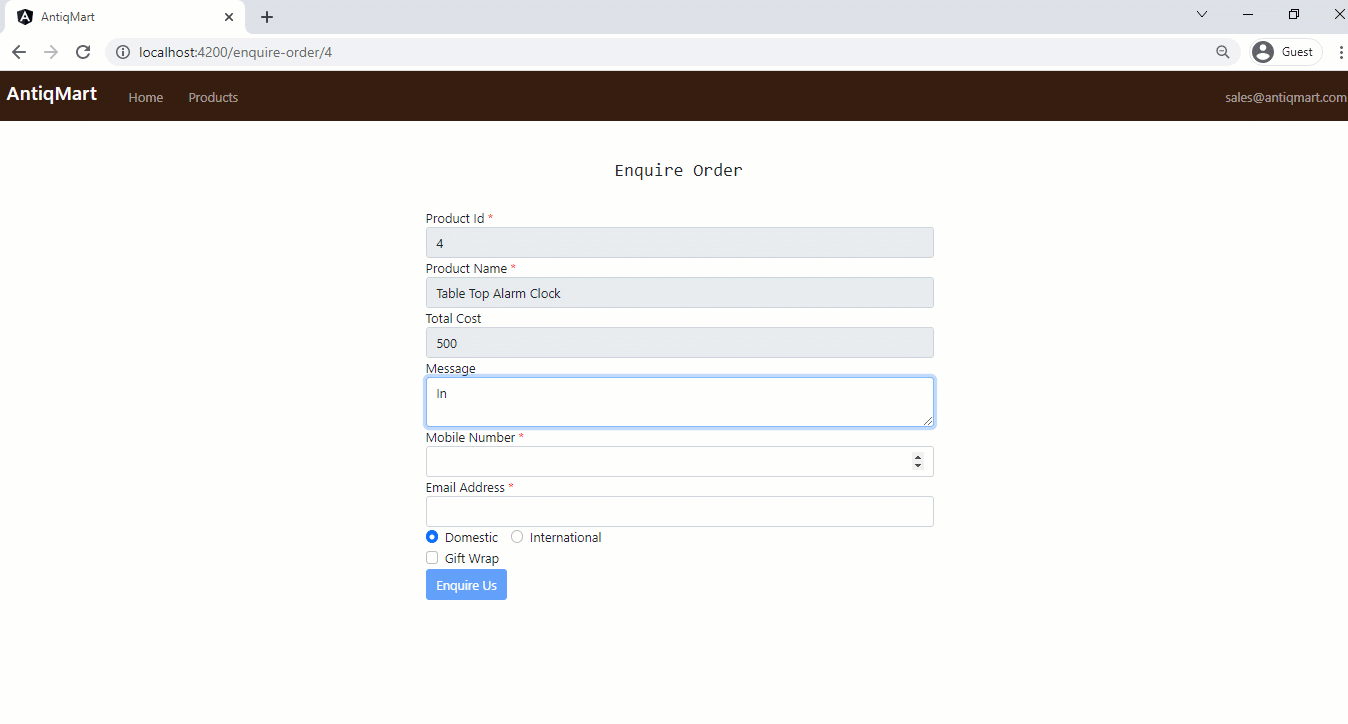 AntiqMart
localhost:4200/enquire-order/4
Guest
AntiqMart Home Products sales@antiqmart.com
Enquire Order
Product Id *
4
Product Name *
Table Top Alarm Clock
Total Cost
500
Message
In
Mobile Number *
Email Address *
Domestic International
Gift Wrap
Enquire Us